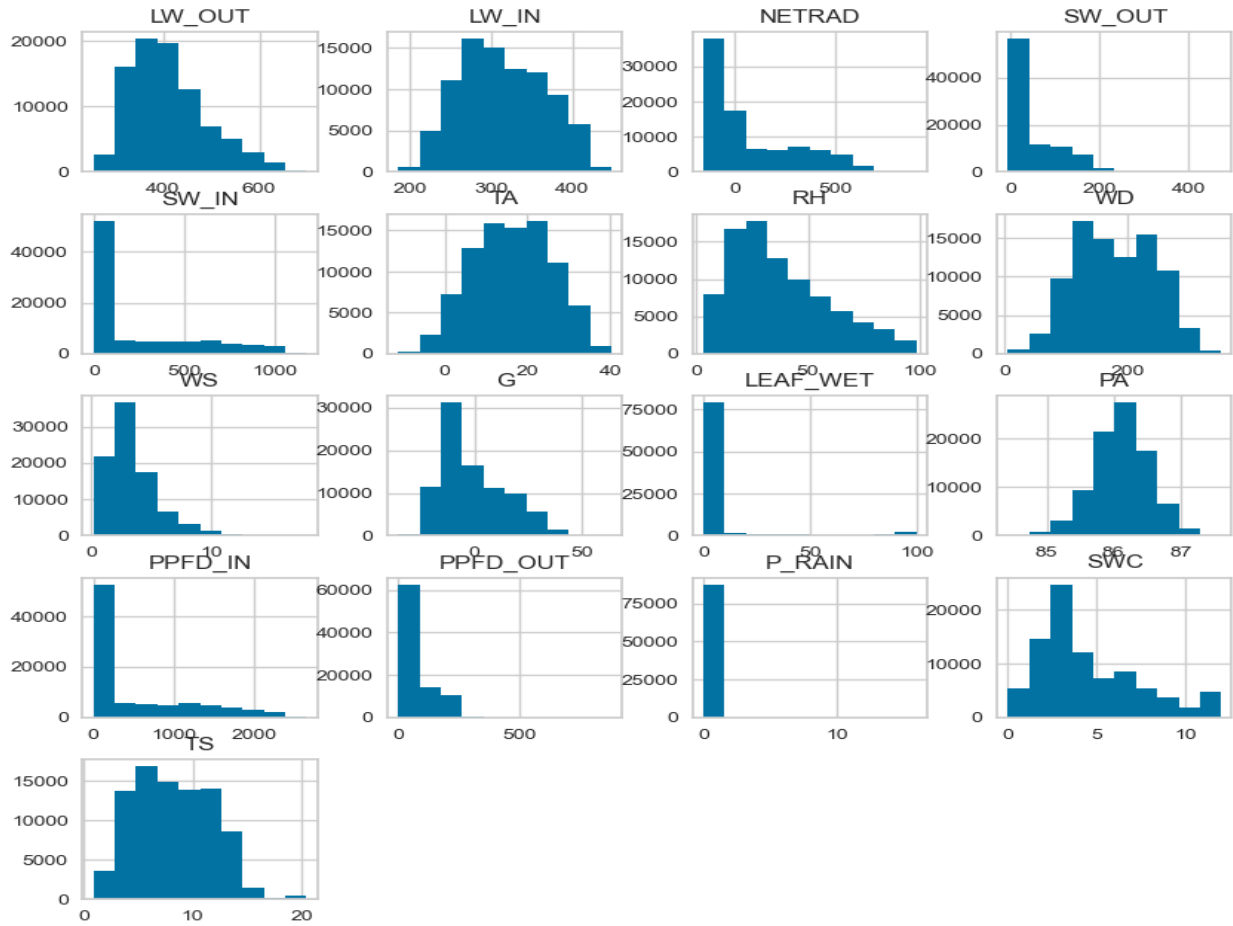 LW_OUT LW_IN NETRAD SW_OUT
20000 15000 30000 40000
10000 10000 20000 20000
5000 10000
0 0 0 0
400 600 200 300 400 0 500 0 200 400
SW_IN TA RH WD
40000 15000 15000 15000
20000 10000 10000 10000
5000 5000 5000
0 0 0 0
0 500 1000 0 20 40 0 50 100 0 200
WS G LEAF_WET PA
30000 30000 75000 20000
20000 20000 50000 10000
10000 10000 25000
0 0 0 0
0 10 0 50 0 50 100 85 86 87
PPFD_IN PPFD_OUT P_RAIN SWC
40000 60000 75000 20000
20000 40000 50000 10000
20000 25000
0 0 0 0
0 1000 2000 0 500 0 10 0 5 10
TS
15000
10000
5000
0
0 10 20